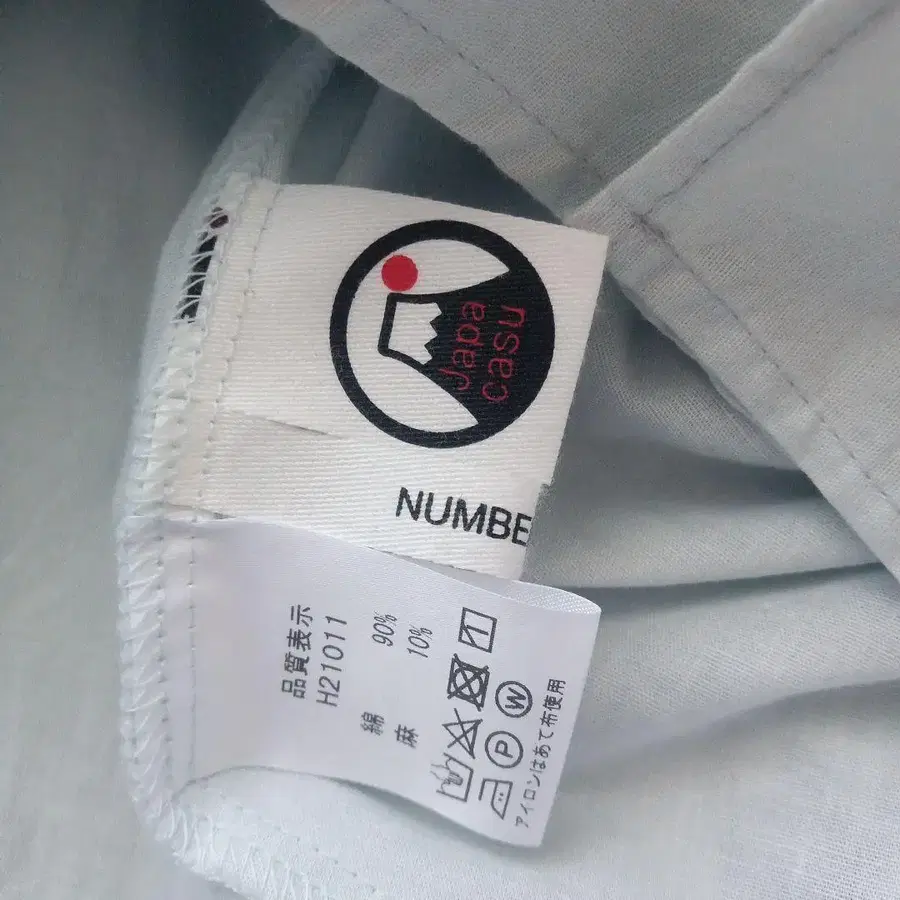 Japa
casu
NUMBE
品質表示
H21011
綿 90%
麻 10%
P W
アイロンはあて布使用